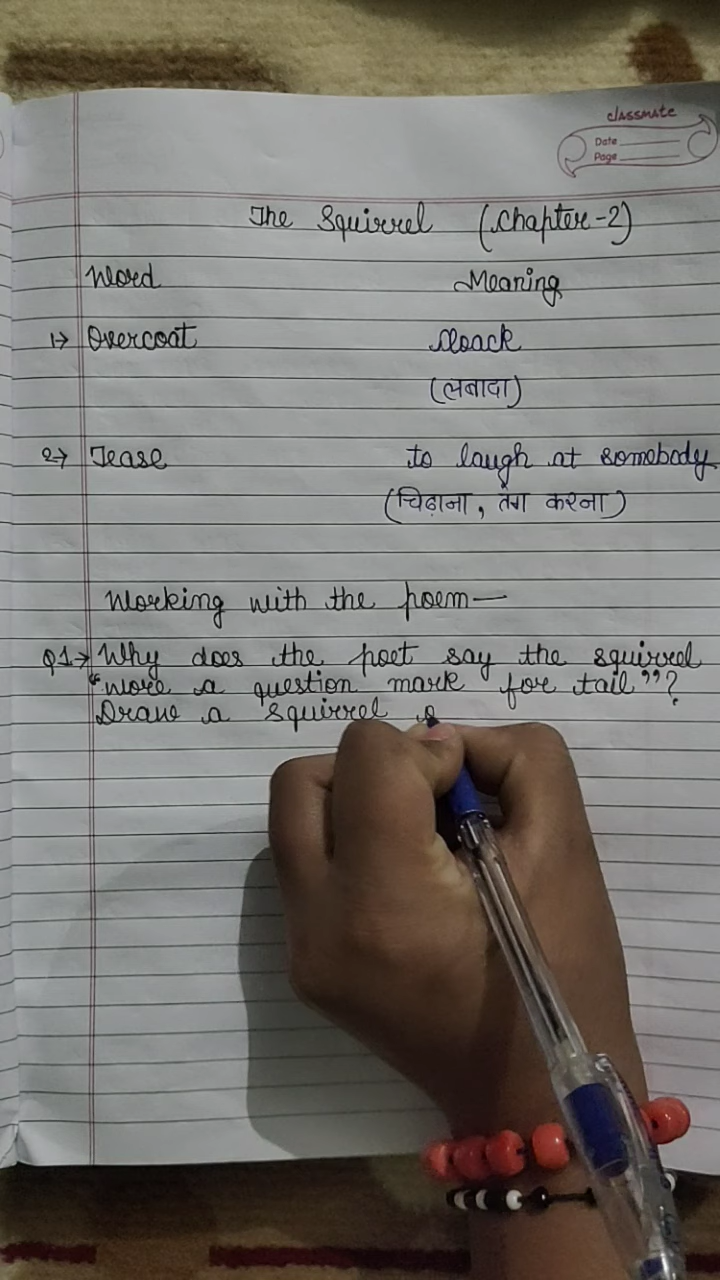 classmate
Date
Page
The Squirrel (Chapter-2)
Word Meaning
1→ Overcoat cloack
(लबादा)
2→ Tease to laugh at somebody
(चिढ़ाना, तंग करना)
Working with the poem—
Q1→ Why does the poet say the squirrel
"wore a question mark for tail"?
Draw a squirrel